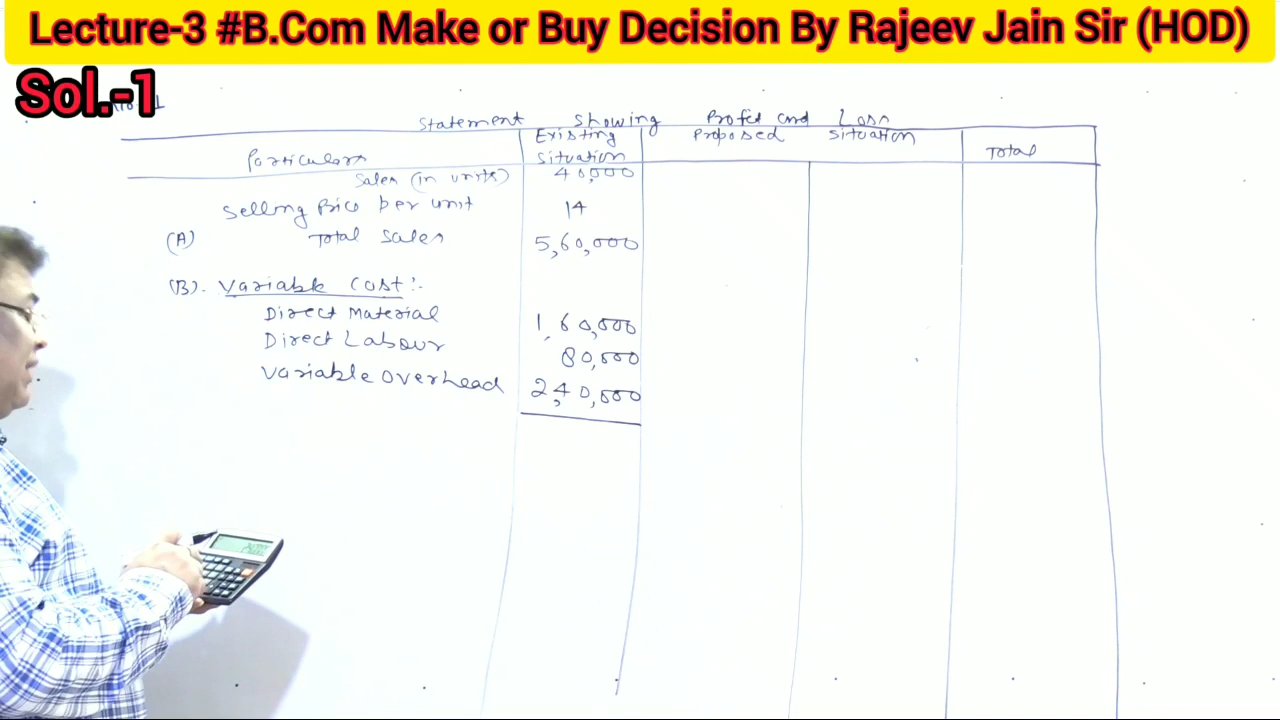 Lecture-3 #B.Com Make or Buy Decision By Rajeev Jain Sir (HOD)
Sol.-1
Statement Showing Profit and Loss
Particulars Existing Situation Proposed Situation Total
Sales (in units) 40,000
Selling Price per unit 14
(A) Total Sales 5,60,000
(B). Variable Cost:-
Direct Material 1,60,000
Direct Labour 80,000
Variable Overhead 2,40,000